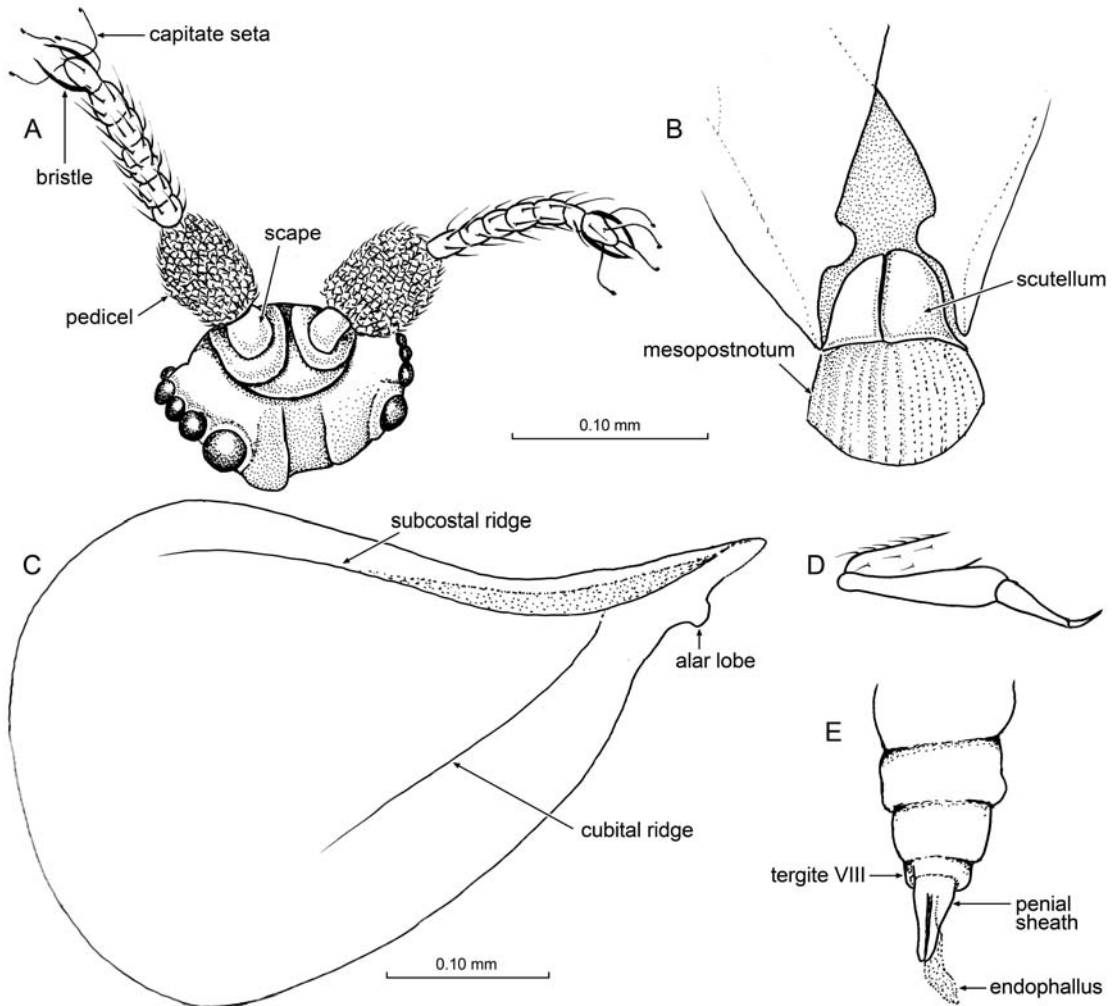 capitate seta
A
B
bristle
scape
scutellum
pedicel
mesopostnotum
0.10 mm
subcostal ridge
C
D
alar lobe
E
cubital ridge
tergite VIII
penial
sheath
0.10 mm
endophallus